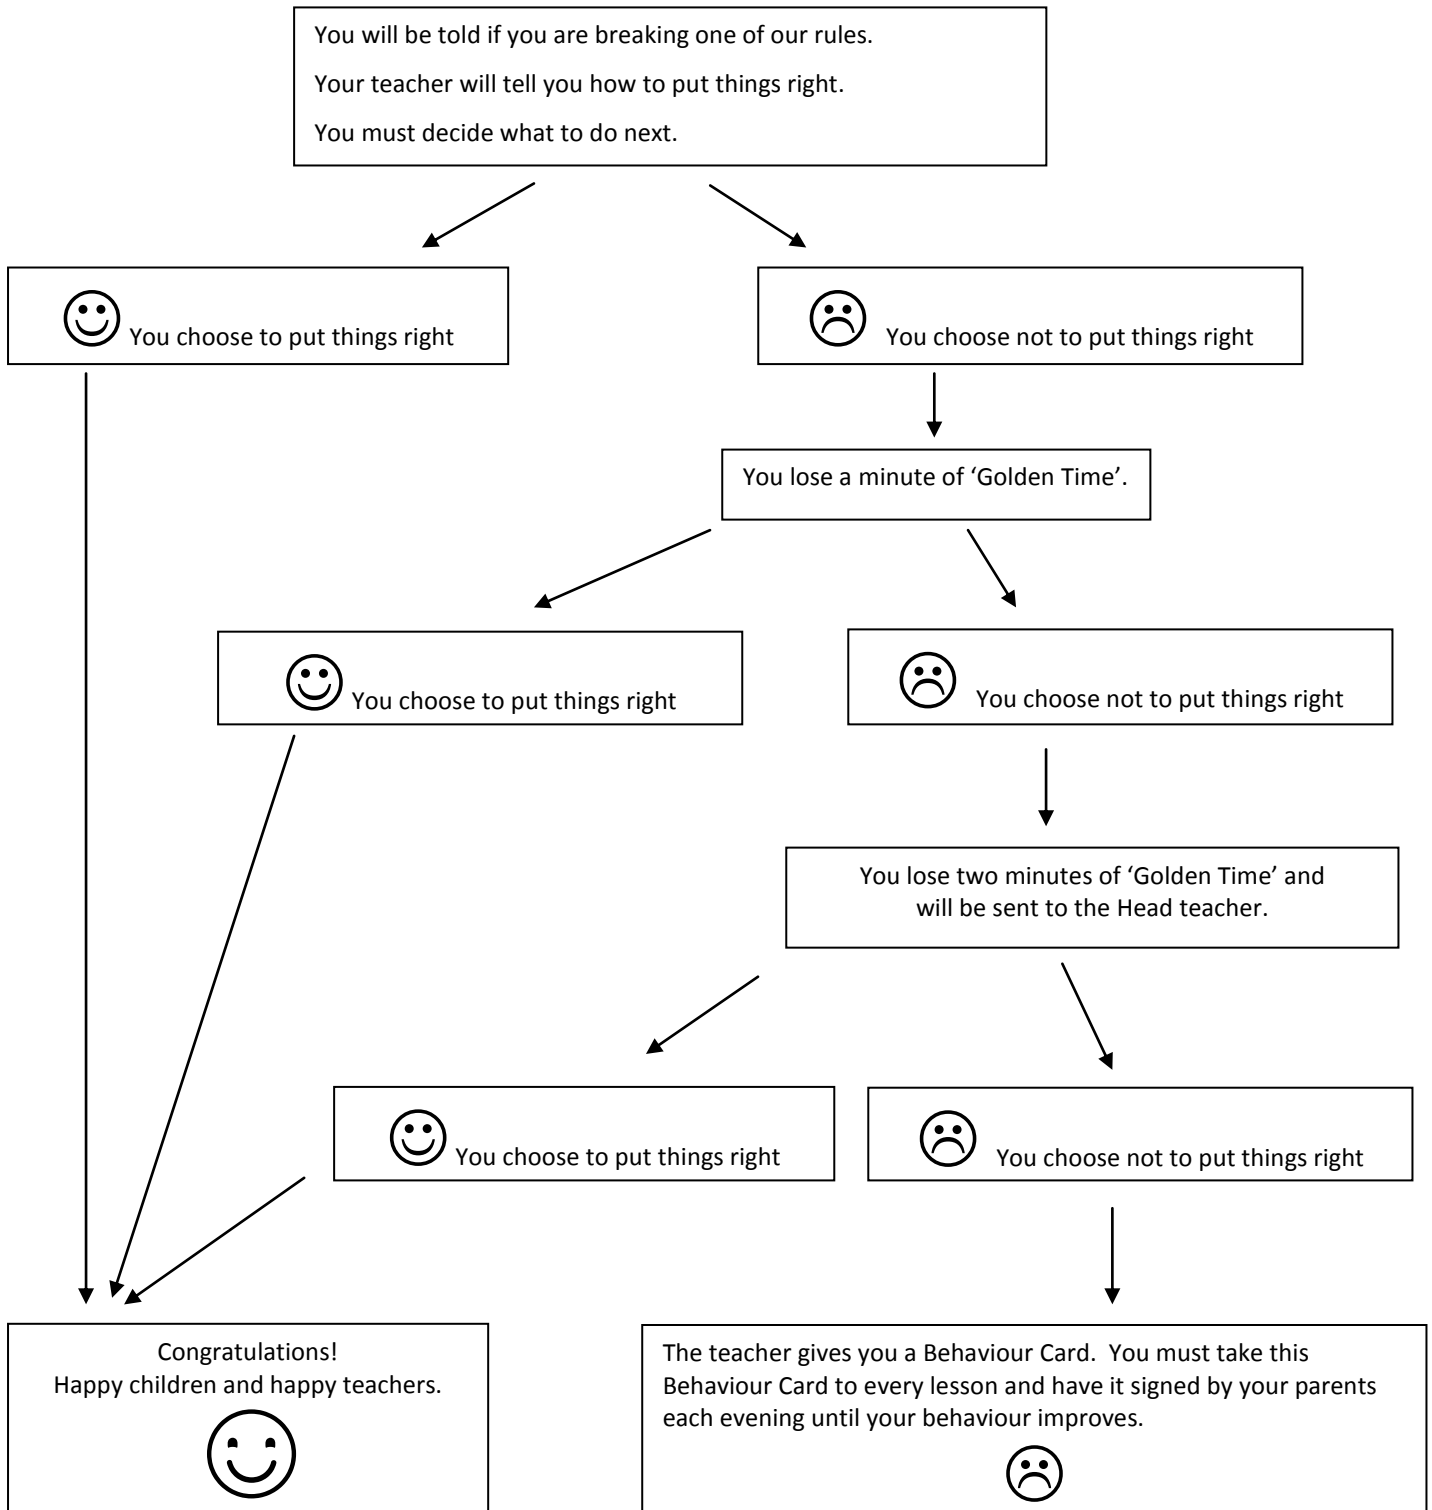 You will be told if you are breaking one of our rules.
Your teacher will tell you how to put things right.
You must decide what to do next.
You choose to put things right
You choose not to put things right
You lose a minute of ‘Golden Time’.
You choose to put things right
You choose not to put things right
You lose two minutes of ‘Golden Time’ and
will be sent to the Head teacher.
You choose to put things right
You choose not to put things right
Congratulations!
Happy children and happy teachers.
The teacher gives you a Behaviour Card.  You must take this
Behaviour Card to every lesson and have it signed by your parents
each evening until your behaviour improves.